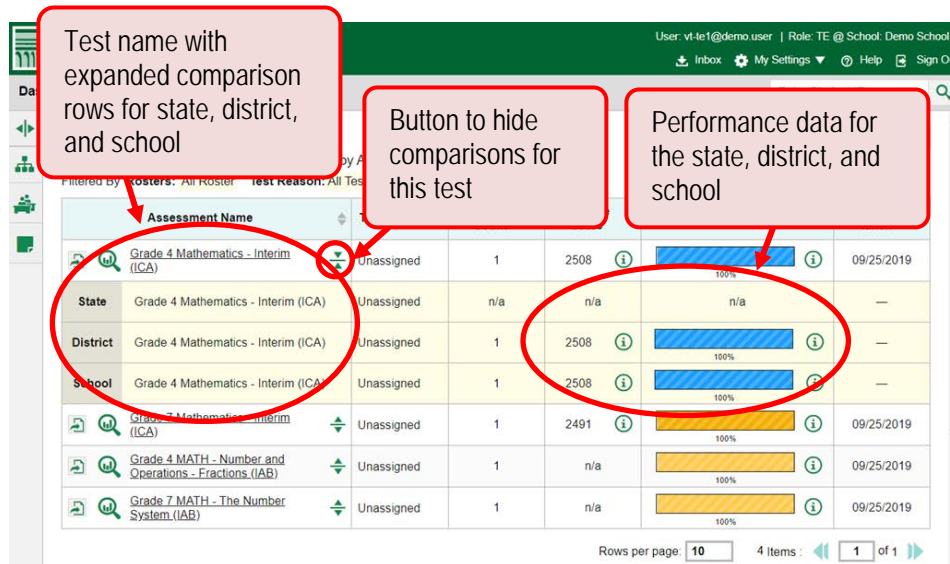 User: vt-te1@demo.user | Role: TE @ School: Demo School
Inbox My Settings ▼ Help Sign O
Test name with
expanded comparison
rows for state, district,
and school
Button to hide
comparisons for
this test
Performance data for
the state, district, and
school
Da
by A
Filtered By Rosters: All Roster Test Reason: All Tes
Assessment Name T
Grade 4 Mathematics - Interim
(ICA) Unassigned 1 2508 100% 09/25/2019
State Grade 4 Mathematics - Interim (ICA) Unassigned n/a n/a n/a —
District Grade 4 Mathematics - Interim (ICA) Unassigned 1 2508 100% —
School Grade 4 Mathematics - Interim (ICA) Unassigned 1 2508 100% —
Grade 7 Mathematics - Interim
(ICA) Unassigned 1 2491 100% 09/25/2019
Grade 4 MATH - Number and
Operations - Fractions (IAB) Unassigned 1 n/a 100% 09/25/2019
Grade 7 MATH - The Number
System (IAB) Unassigned 1 n/a 100% 09/25/2019
Rows per page: 10 4 Items : 1 of 1